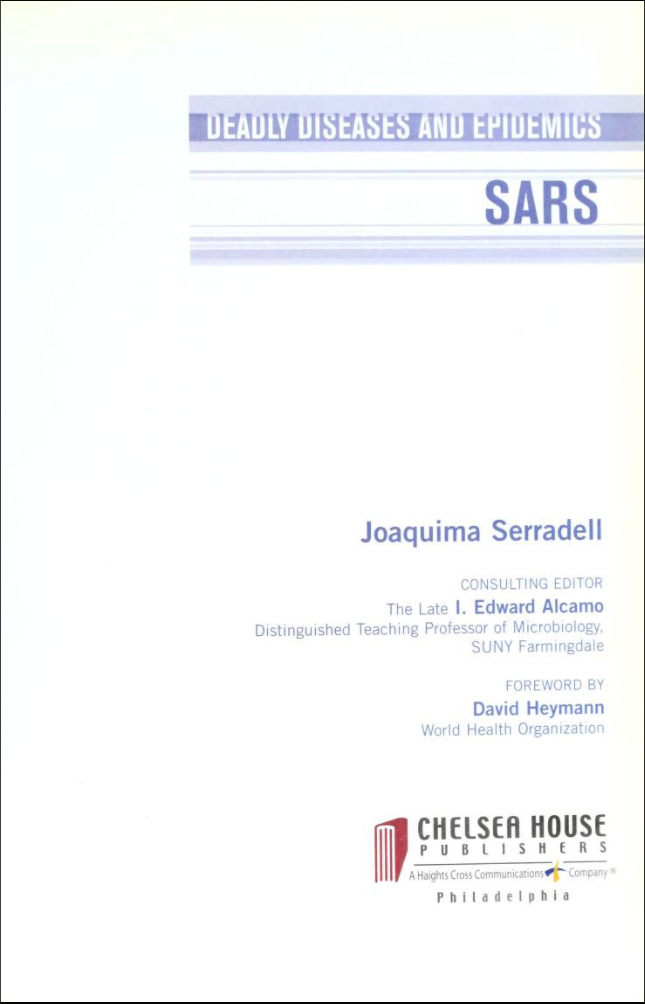 DEADLY DISEASES AND EPIDEMICS
SARS
Joaquima Serradell
CONSULTING EDITOR
The Late I. Edward Alcamo
Distinguished Teaching Professor of Microbiology,
SUNY Farmingdale
FOREWORD BY
David Heymann
World Health Organization
CHELSEA HOUSE
PUBLISHERS
A Haights Cross Communications Company ®
Philadelphia